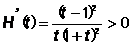 H'(t) = (t-1)² / t(1+t)² > 0